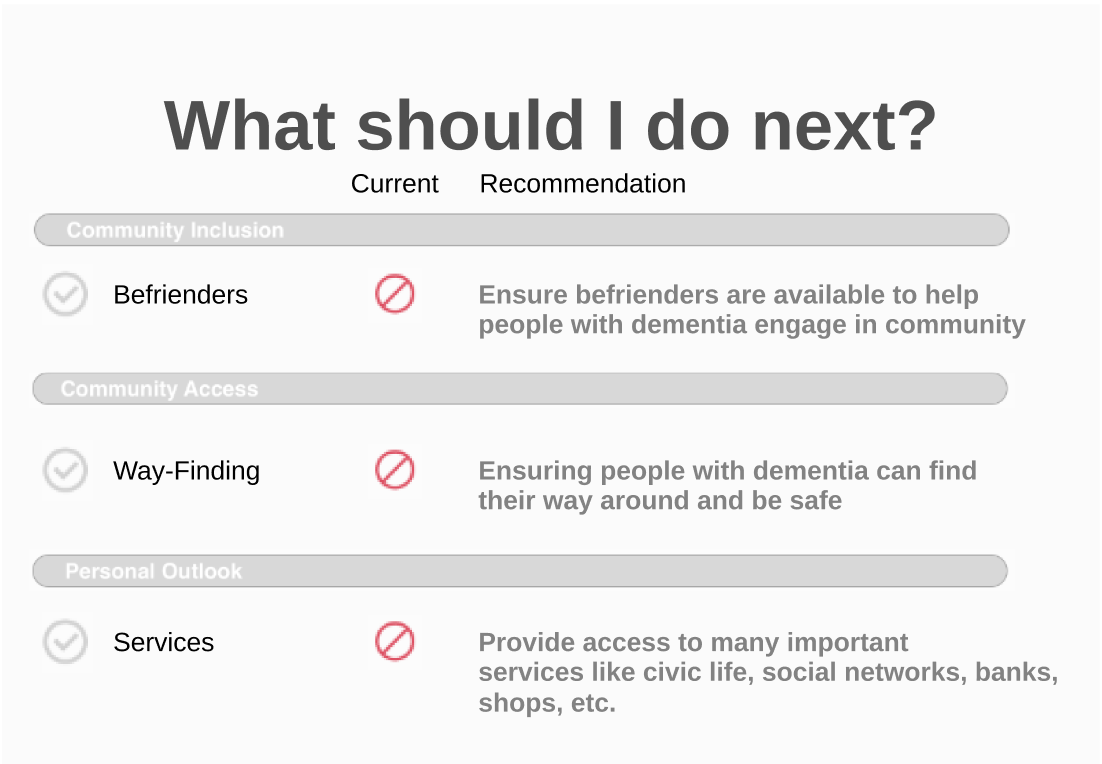 What should I do next?
Current Recommendation
Community Inclusion
Befrienders
Ensure befrienders are available to help
people with dementia engage in community
Community Access
Way-Finding
Ensuring people with dementia can find
their way around and be safe
Personal Outlook
Services
Provide access to many important
services like civic life, social networks, banks,
shops, etc.